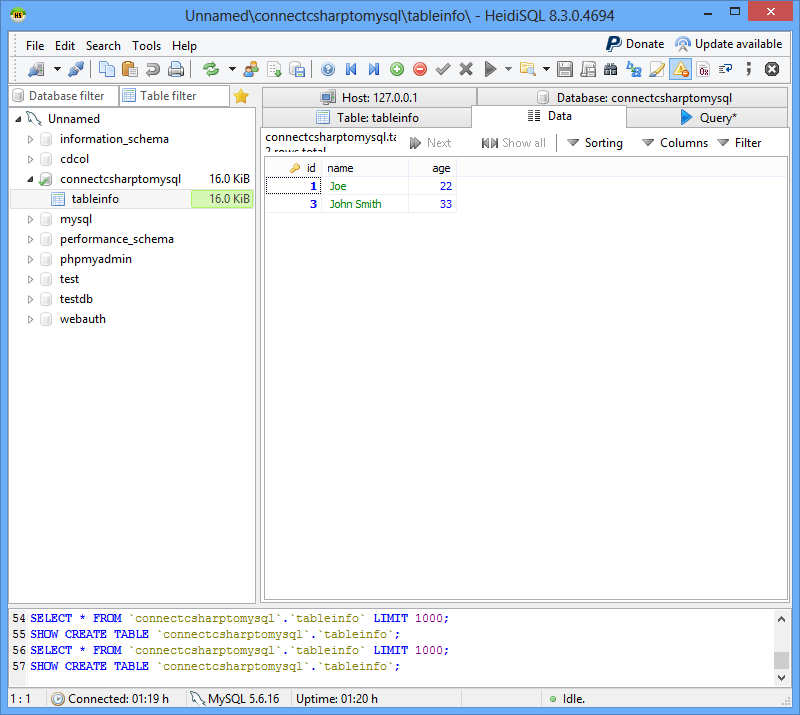 Unnamed\connectcsharptomysql\tableinfo\ - HeidiSQL 8.3.0.4694
File Edit Search Tools Help Donate Update available
Database filter Table filter
Host: 127.0.0.1 Database: connectcsharptomysql
Table: tableinfo Data Query*
Unnamed
information_schema
cdcol
connectcsharptomysql 16.0 KiB
tableinfo 16.0 KiB
mysql
performance_schema
phpmyadmin
test
testdb
webauth
connectcsharptomysql.ta
2 rows total
Next Show all Sorting Columns Filter
id name age
1 Joe 22
3 John Smith 33
54 SELECT * FROM `connectcsharptomysql`.`tableinfo` LIMIT 1000;
55 SHOW CREATE TABLE `connectcsharptomysql`.`tableinfo`;
56 SELECT * FROM `connectcsharptomysql`.`tableinfo` LIMIT 1000;
57 SHOW CREATE TABLE `connectcsharptomysql`.`tableinfo`;
1 : 1 Connected: 01:19 h MySQL 5.6.16 Uptime: 01:20 h Idle.